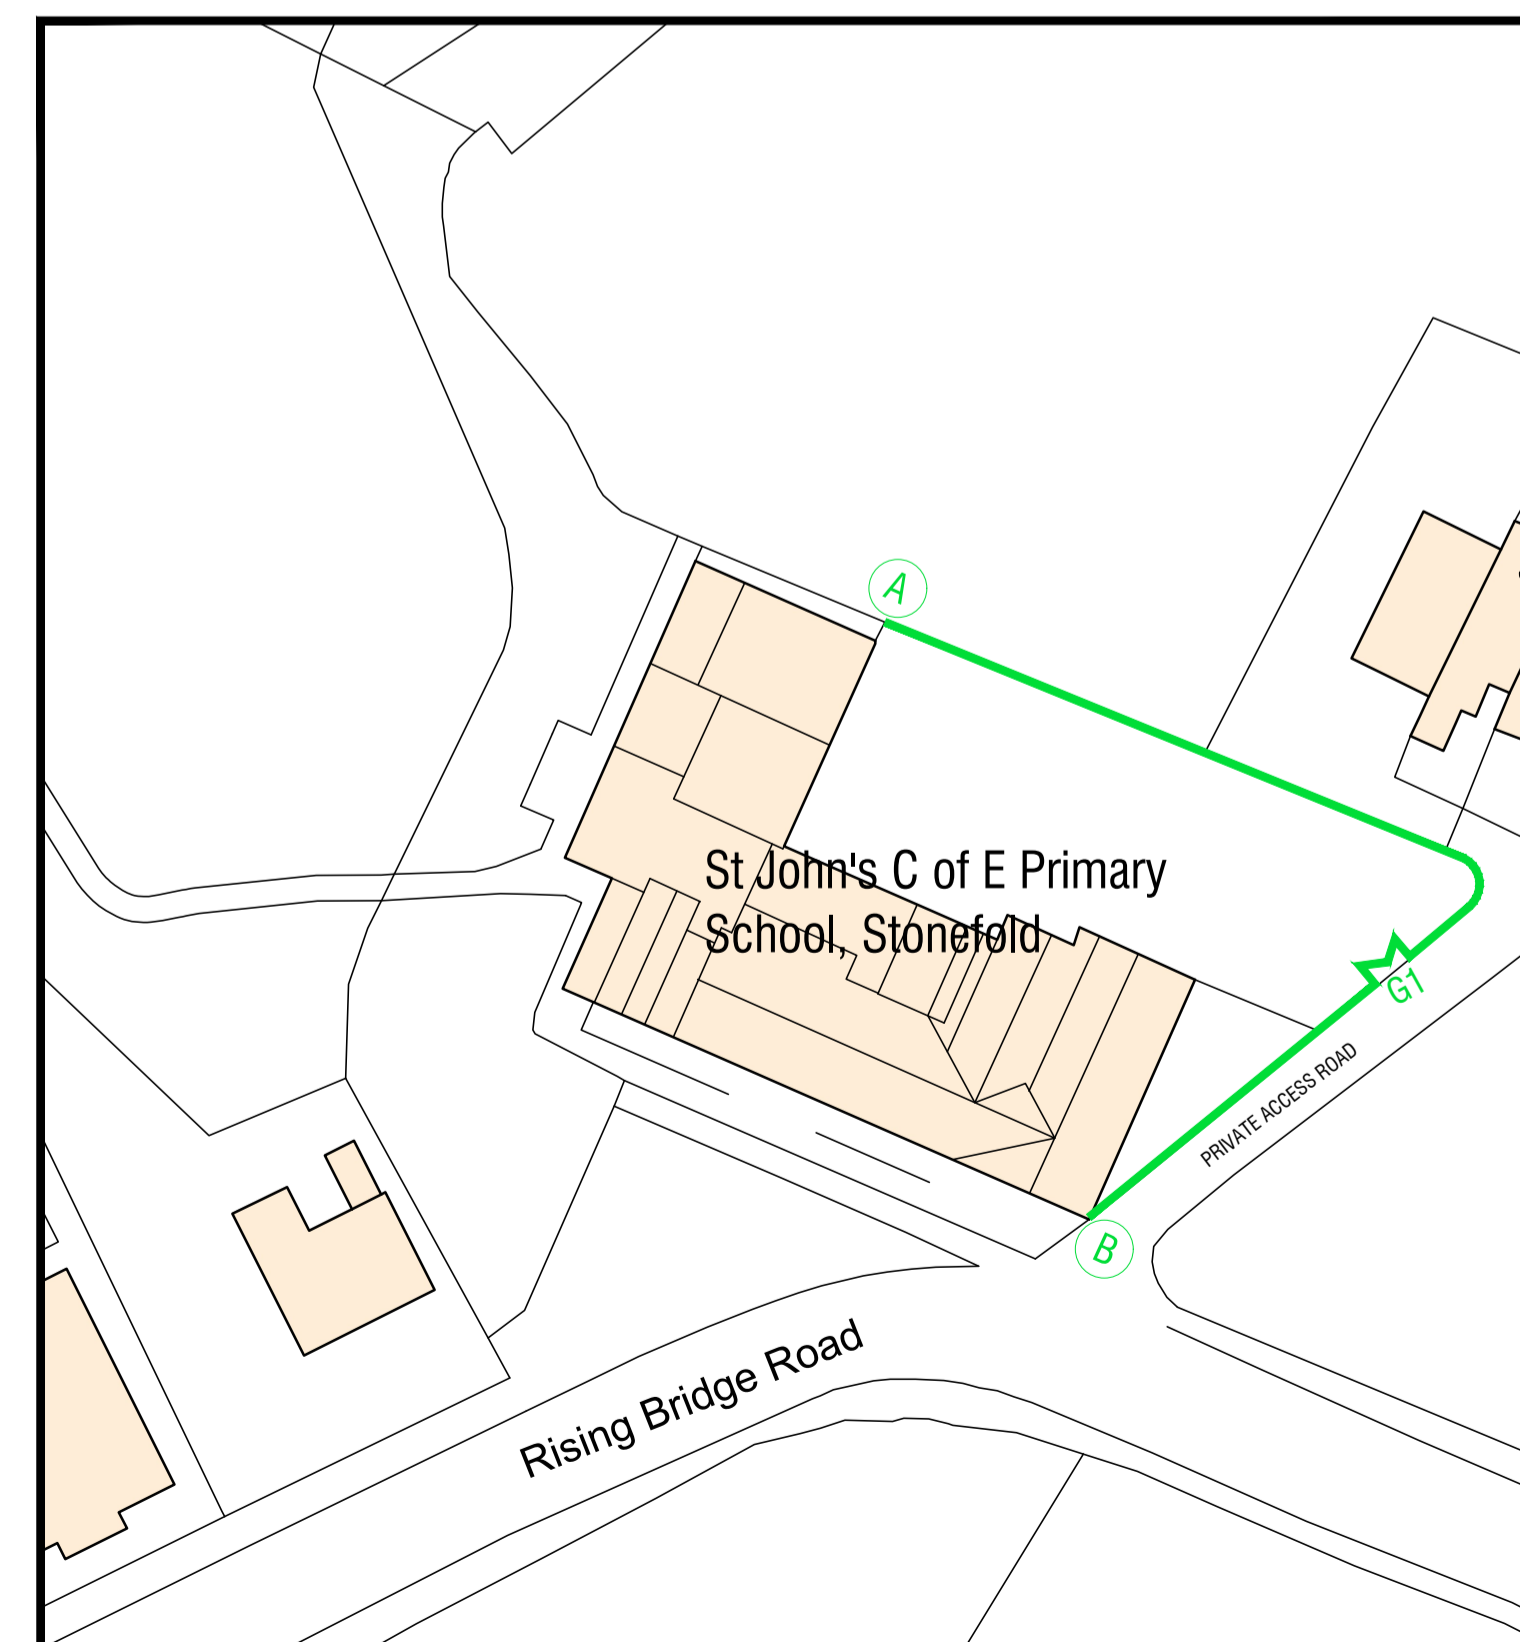 A
St John's C of E Primary
School, Stonefold
G1
PRIVATE ACCESS ROAD
B
Rising Bridge Road